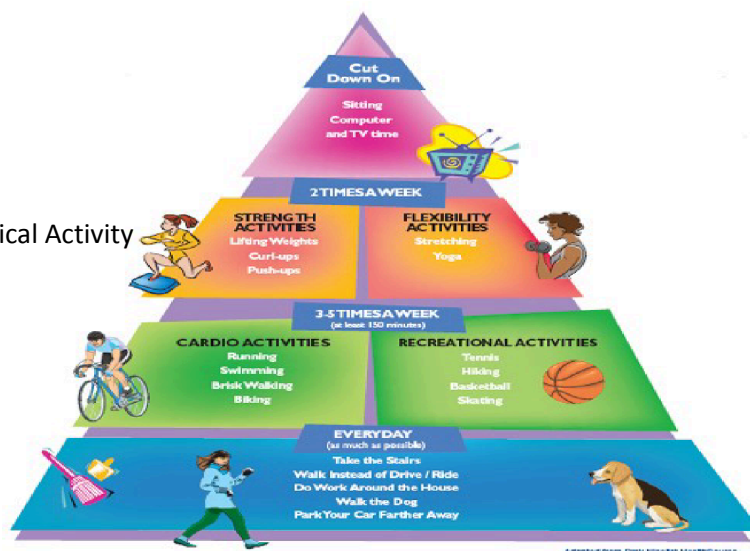 Cut
Down On
Sitting
Computer
and TV time
2 TIMES A WEEK
ical Activity
STRENGTH
ACTIVITIES
Lifting Weights
Curl-ups
Push-ups
FLEXIBILITY
ACTIVITIES
Stretching
Yoga
3-5 TIMES A WEEK
(at least 150 minutes)
CARDIO ACTIVITIES
Running
Swimming
Brisk Walking
Biking
RECREATIONAL ACTIVITIES
Tennis
Hiking
Basketball
Skating
EVERYDAY
(as much as possible)
Take the Stairs
Walk Instead of Drive / Ride
Do Work Around the House
Walk the Dog
Park Your Car Farther Away